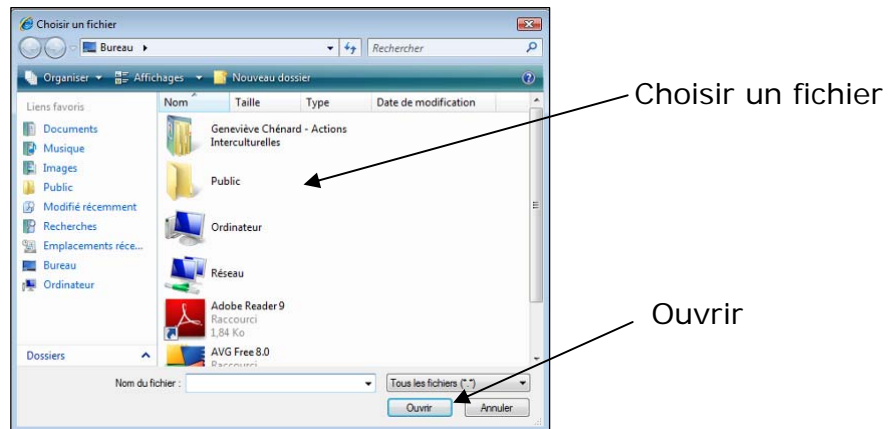 Choisir un fichier
Bureau
Rechercher
Organiser Affichages Nouveau dossier
Liens favoris
Documents
Musique
Images
Public
Modifié récemment
Recherches
Emplacements réce...
Bureau
Ordinateur
Dossiers
Nom Taille Type Date de modification
Geneviève Chénard - Actions
Interculturelles
Public
Ordinateur
Réseau
Adobe Reader 9
Raccourci
1,84 Ko
AVG Free 8.0
Raccourci
Nom du fichier :
Tous les fichiers (*.*)
Ouvrir Annuler
Choisir un fichier
Ouvrir